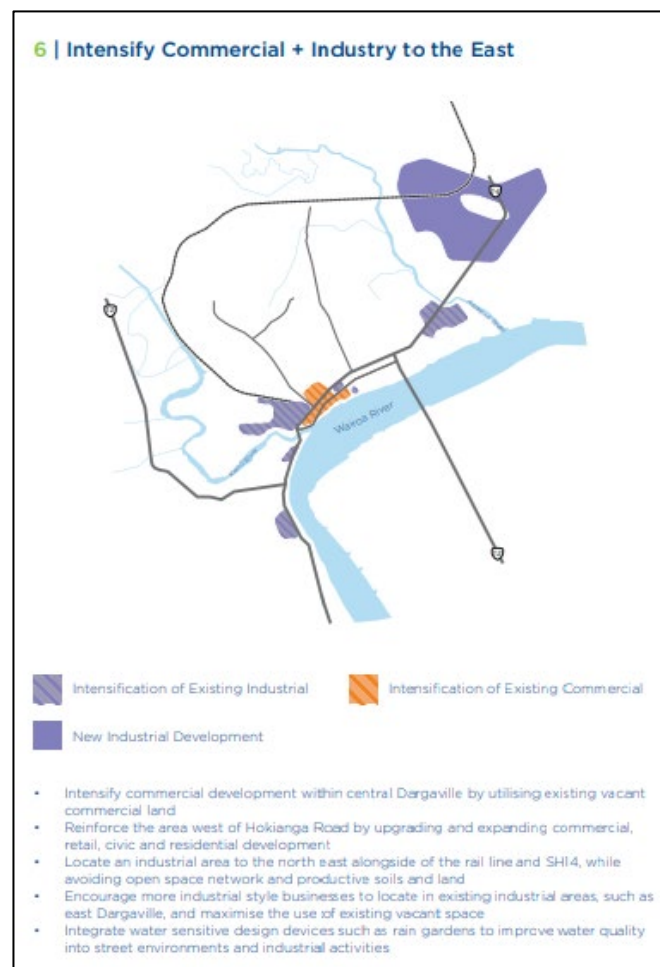 6 | Intensify Commercial + Industry to the East
Wairoa River
Intensification of Existing Industrial
Intensification of Existing Commercial
New Industrial Development
• Intensify commercial development within central Dargaville by utilising existing vacant
commercial land
• Reinforce the area west of Hokianga Road by upgrading and expanding commercial,
retail, civic and residential development
• Locate an industrial area to the north east alongside of the rail line and SH14, while
avoiding open space network and productive soils and land
• Encourage more industrial style businesses to locate in existing industrial areas, such as
east Dargaville, and maximise the use of existing vacant space
• Integrate water sensitive design devices such as rain gardens to improve water quality
into street environments and industrial activities